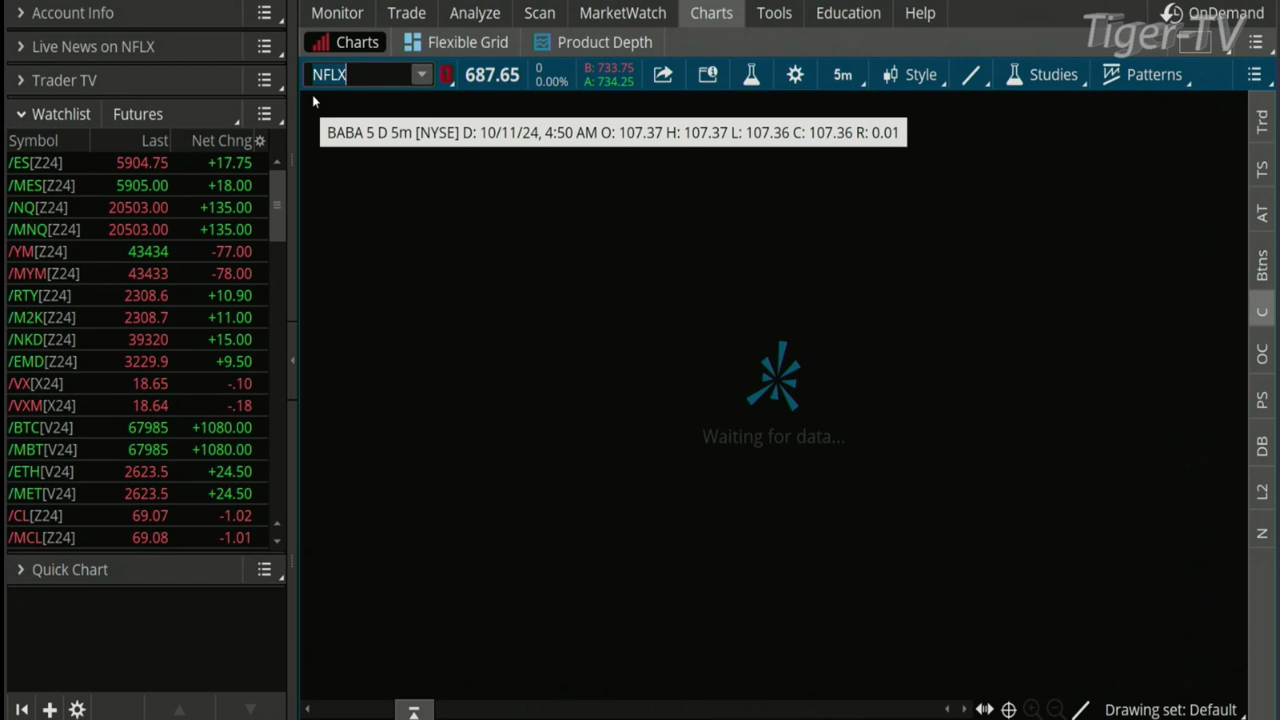 Account Info
Live News on NFLX
Trader TV
Watchlist Futures
Symbol Last Net Chng
/ES[Z24] 5904.75 +17.75
/MES[Z24] 5905.00 +18.00
/NQ[Z24] 20503.00 +135.00
/MNQ[Z24] 20503.00 +135.00
/YM[Z24] 43434 -77.00
/MYM[Z24] 43433 -78.00
/RTY[Z24] 2308.6 +10.90
/M2K[Z24] 2308.7 +11.00
/NKD[Z24] 39320 +15.00
/EMD[Z24] 3229.9 +9.50
/VX[X24] 18.65 -.10
/VXM[X24] 18.64 -.18
/BTC[V24] 67985 +1080.00
/MBT[V24] 67985 +1080.00
/ETH[V24] 2623.5 +24.50
/MET[V24] 2623.5 +24.50
/CL[Z24] 69.07 -1.02
/MCL[Z24] 69.08 -1.01
Quick Chart
Monitor Trade Analyze Scan MarketWatch Charts Tools Education Help
Tiger-TV
OnDemand
Charts Flexible Grid Product Depth
NFLX 687.65 0 B: 733.75 5m Style Studies Patterns
0.00% A: 734.25
BABA 5 D 5m [NYSE] D: 10/11/24, 4:50 AM O: 107.37 H: 107.37 L: 107.36 C: 107.36 R: 0.01
Waiting for data...
Trd
TS
AT
Btns
C
OC
PS
DB
L2
N
Drawing set: Default